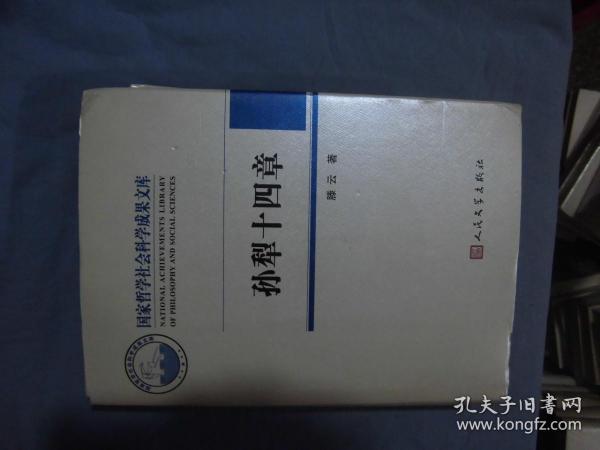 国家哲学社会科学成果文库
NATIONAL ACHIEVEMENTS LIBRARY
OF PHILOSOPHY AND SOCIAL SCIENCES
孙犁十四章
滕云 著
人民文学出版社
孔夫子旧书网
www.kongfz.com